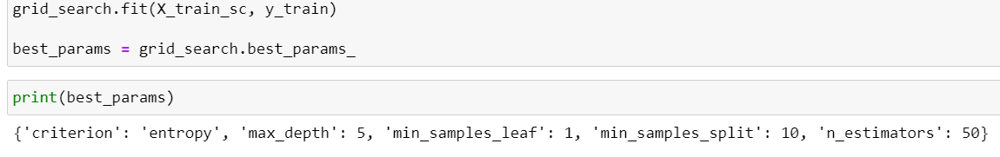 grid_search.fit(X_train_sc, y_train)
best_params = grid_search.best_params_
print(best_params)
{'criterion': 'entropy', 'max_depth': 5, 'min_samples_leaf': 1, 'min_samples_split': 10, 'n_estimators': 50}